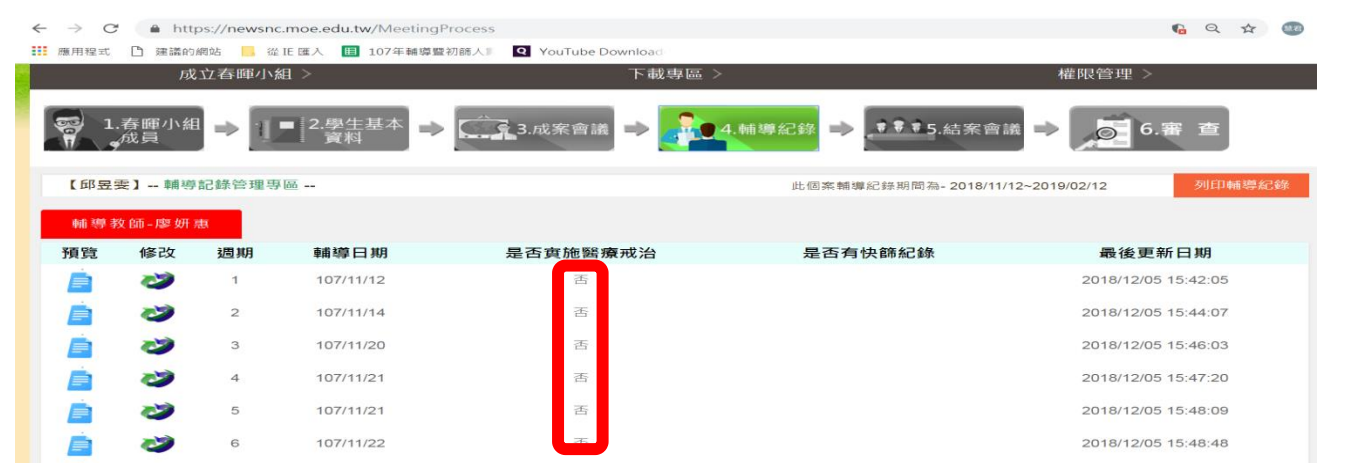 https://newsnc.moe.edu.tw/MeetingProcess
應用程式 建議的網站 從 IE 匯入 107年輔導暨初篩人 YouTube Download
成立春暉小組 > 下載專區 > 權限管理 >
1.春暉小組成員 2.學生基本資料 3.成案會議 4.輔導紀錄 5.結案會議 6.審 查
【邱昱雯】-- 輔導記錄管理專區 -- 此個案輔導紀錄期間為- 2018/11/12~2019/02/12 列印輔導紀錄
輔導教師-廖妍惠
預覽 修改 週期 輔導日期 是否實施醫療戒治 是否有快篩紀錄 最後更新日期
1 107/11/12 否 2018/12/05 15:42:05
2 107/11/14 否 2018/12/05 15:44:07
3 107/11/20 否 2018/12/05 15:46:03
4 107/11/21 否 2018/12/05 15:47:20
5 107/11/21 否 2018/12/05 15:48:09
6 107/11/22 否 2018/12/05 15:48:48